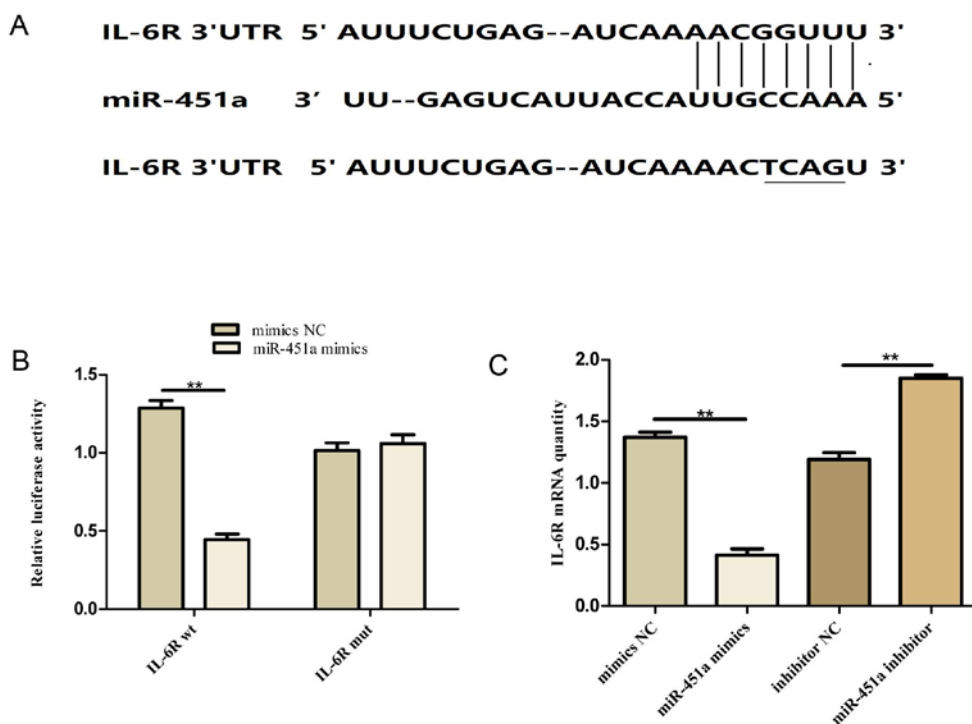 A
IL-6R 3'UTR 5' AUUUCUGAG--AUCAAAACGGUUU 3'
miR-451a 3′ UU--GAGUCAUUACCAUUGCCAAA 5'
IL-6R 3'UTR 5' AUUUCUGAG--AUCAAAACTCAGU 3'
B
mimics NC
miR-451a mimics
Relative luciferase activity
1.5
1.0
0.5
0.0
**
IL-6R wt
IL-6R mut
C
IL-6R mRNA quantity
2.0
1.5
1.0
0.5
0.0
**
**
mimics NC
miR-451a mimics
inhibitor NC
miR-451a inhibitor